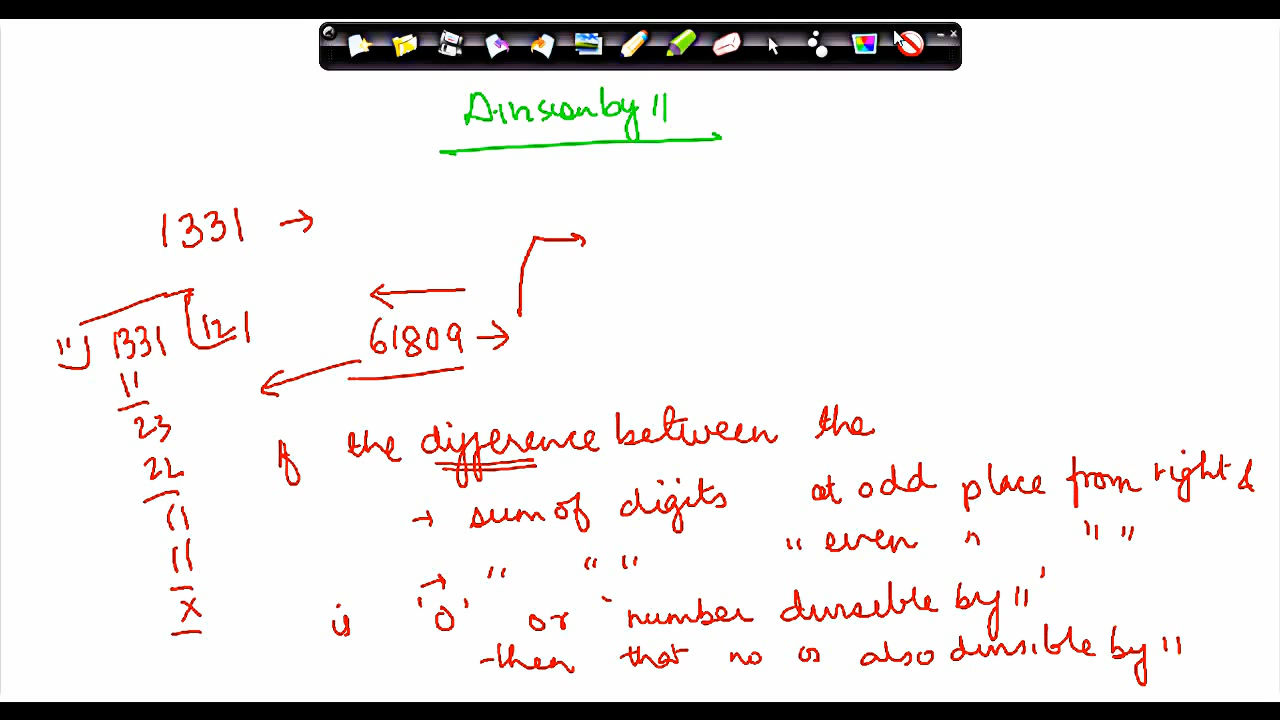 Division by 11
1331 →
61809 →
11) 1331 (121
11
23
22
11
11
x
If the difference between the
→ sum of digits at odd place from right &
" " " " even " " "
is '0' or 'number divisible by 11'
then that no is also divisible by 11